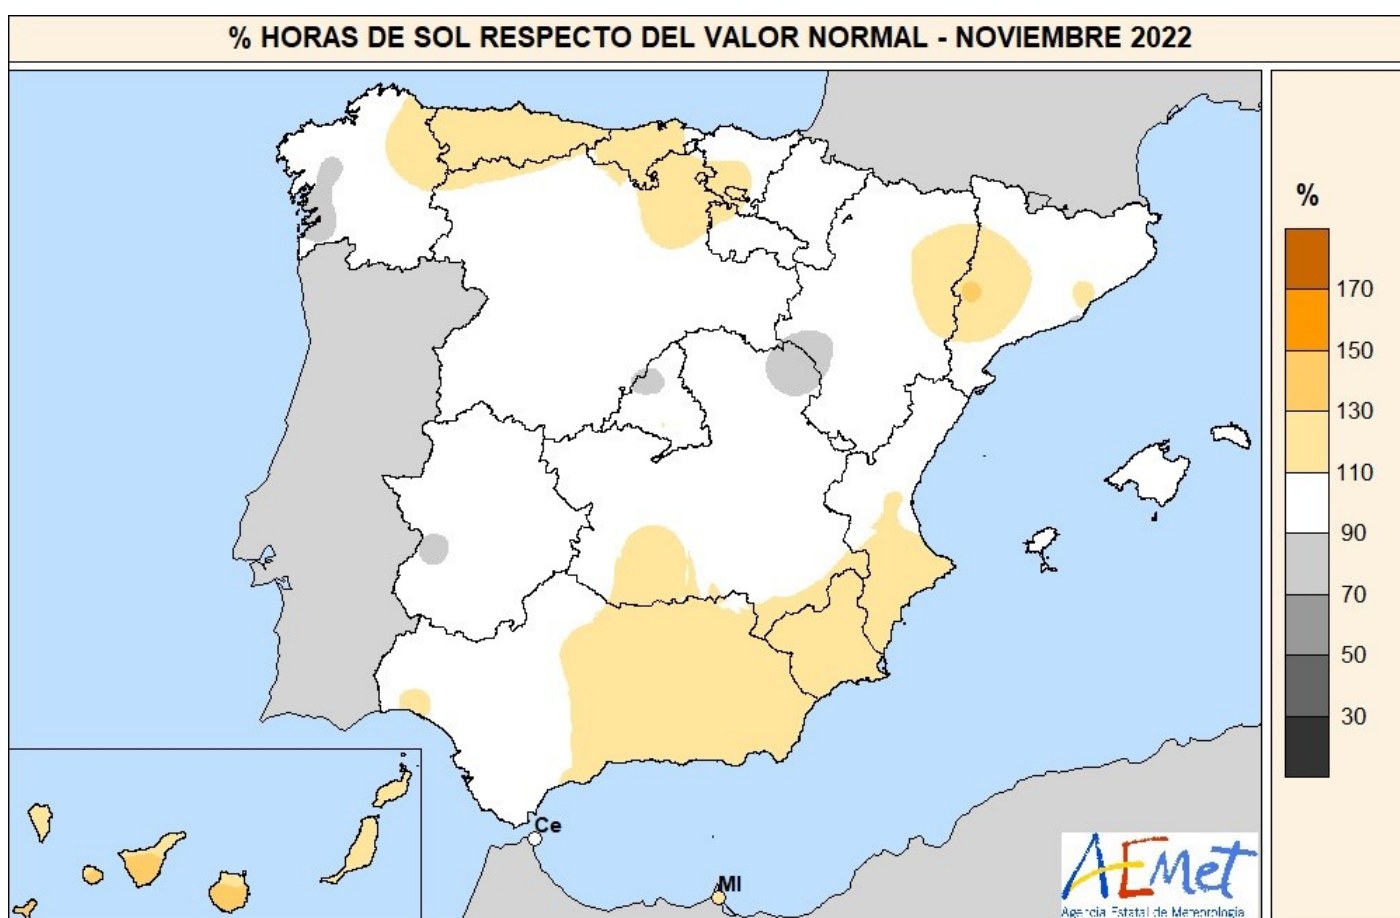 % HORAS DE SOL RESPECTO DEL VALOR NORMAL - NOVIEMBRE 2022
%
170
150
130
110
90
70
50
30
Ce
Ml
AEMet
Agencia Estatal de Meteorología